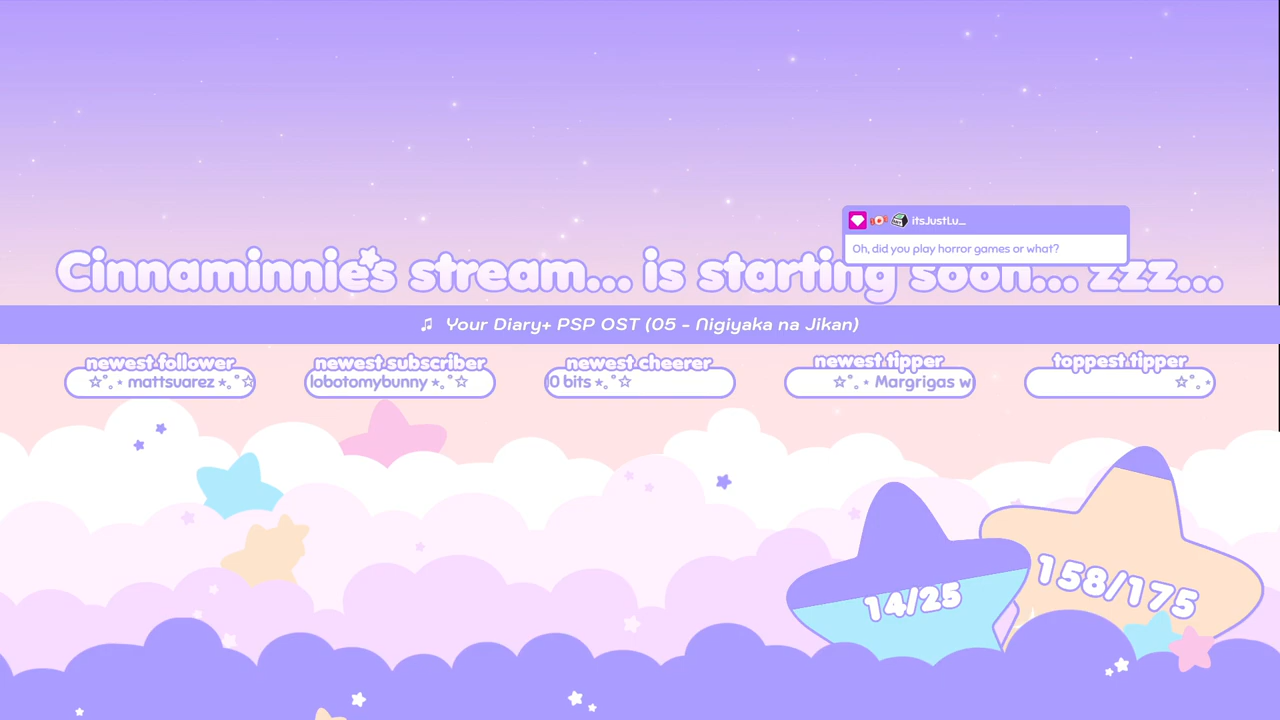 itsJustLu_
Oh, did you play horror games or what?
Cinnaminnie's stream... is starting soon... zzz...
♫ Your Diary+ PSP OST (05 - Nigiyaka na Jikan)
newest follower
newest subscriber
newest cheerer
newest tipper
toppest tipper
☆˚｡⋆ mattsuarez ⋆｡˚☆
lobotomybunny ⋆｡˚☆
0 bits ⋆｡˚☆
☆˚｡⋆ Margrigas w
☆˚｡⋆
14/25
158/175